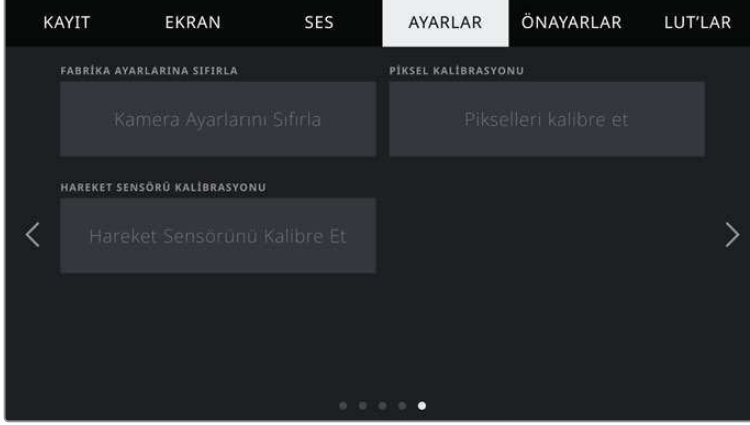 KAYIT EKRAN SES AYARLAR ÖNAYARLAR LUT'LAR
FABRİKA AYARLARINA SIFIRLA PİKSEL KALİBRASYONU
Kamera Ayarlarını Sıfırla Pikselleri kalibre et
HAREKET SENSÖRÜ KALİBRASYONU
Hareket Sensörünü Kalibre Et